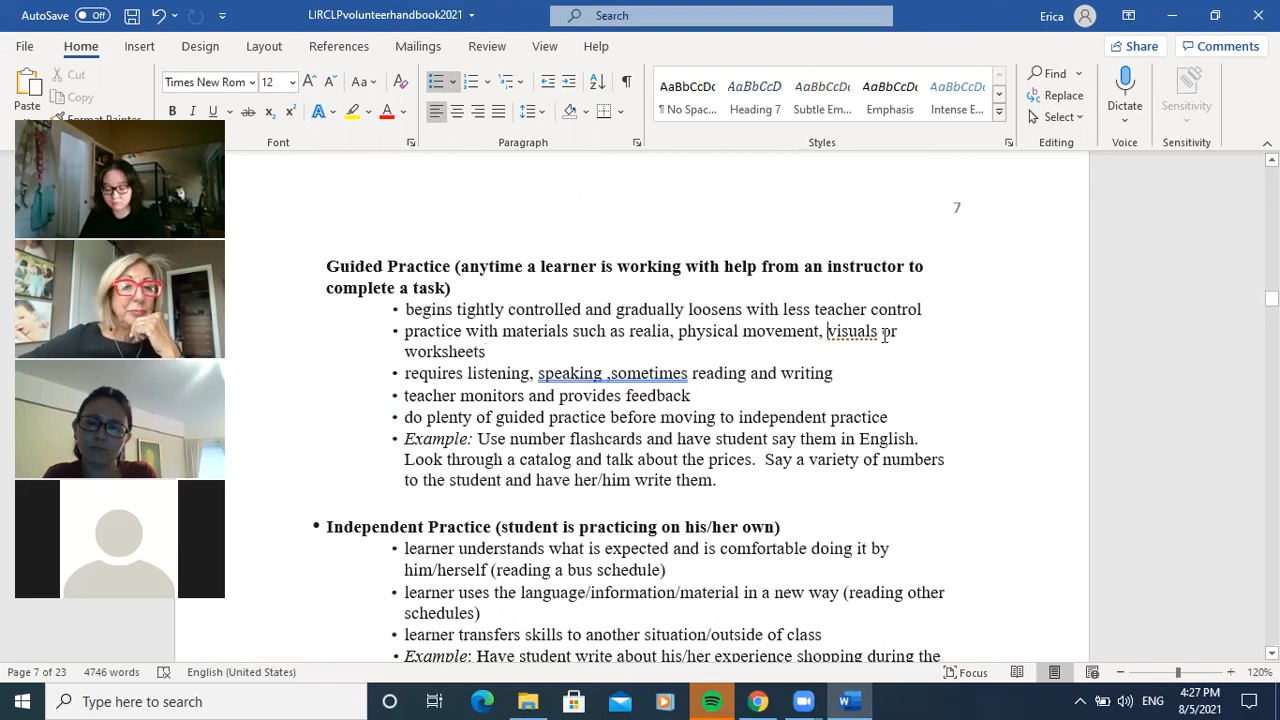 AutoSave Off LIRCLPvolunteerhandbook2021 Search Erica
File Home Insert Design Layout References Mailings Review View Help Share Comments
Paste Cut Copy Format Painter
Times New Rom 12 Aa
B I U ab x₂ x² A A
Font Paragraph Styles Editing Voice Sensitivity
AaBbCcDc AaBbCcD AaBbCcDc AaBbCcDc AaBbCcDc
¶ No Spac... Heading 7 Subtle Em... Emphasis Intense E...
Find Replace Select Dictate Sensitivity
7
Guided Practice (anytime a learner is working with help from an instructor to
complete a task)
• begins tightly controlled and gradually loosens with less teacher control
• practice with materials such as realia, physical movement, visuals or
worksheets
• requires listening, speaking ,sometimes reading and writing
• teacher monitors and provides feedback
• do plenty of guided practice before moving to independent practice
• Example: Use number flashcards and have student say them in English.
Look through a catalog and talk about the prices. Say a variety of numbers
to the student and have her/him write them.
• Independent Practice (student is practicing on his/her own)
• learner understands what is expected and is comfortable doing it by
him/herself (reading a bus schedule)
• learner uses the language/information/material in a new way (reading other
schedules)
• learner transfers skills to another situation/outside of class
• Example: Have student write about his/her experience shopping during the
Page 7 of 23 4746 words English (United States) Focus 120%
Type here to search ENG 4:27 PM
8/5/2021